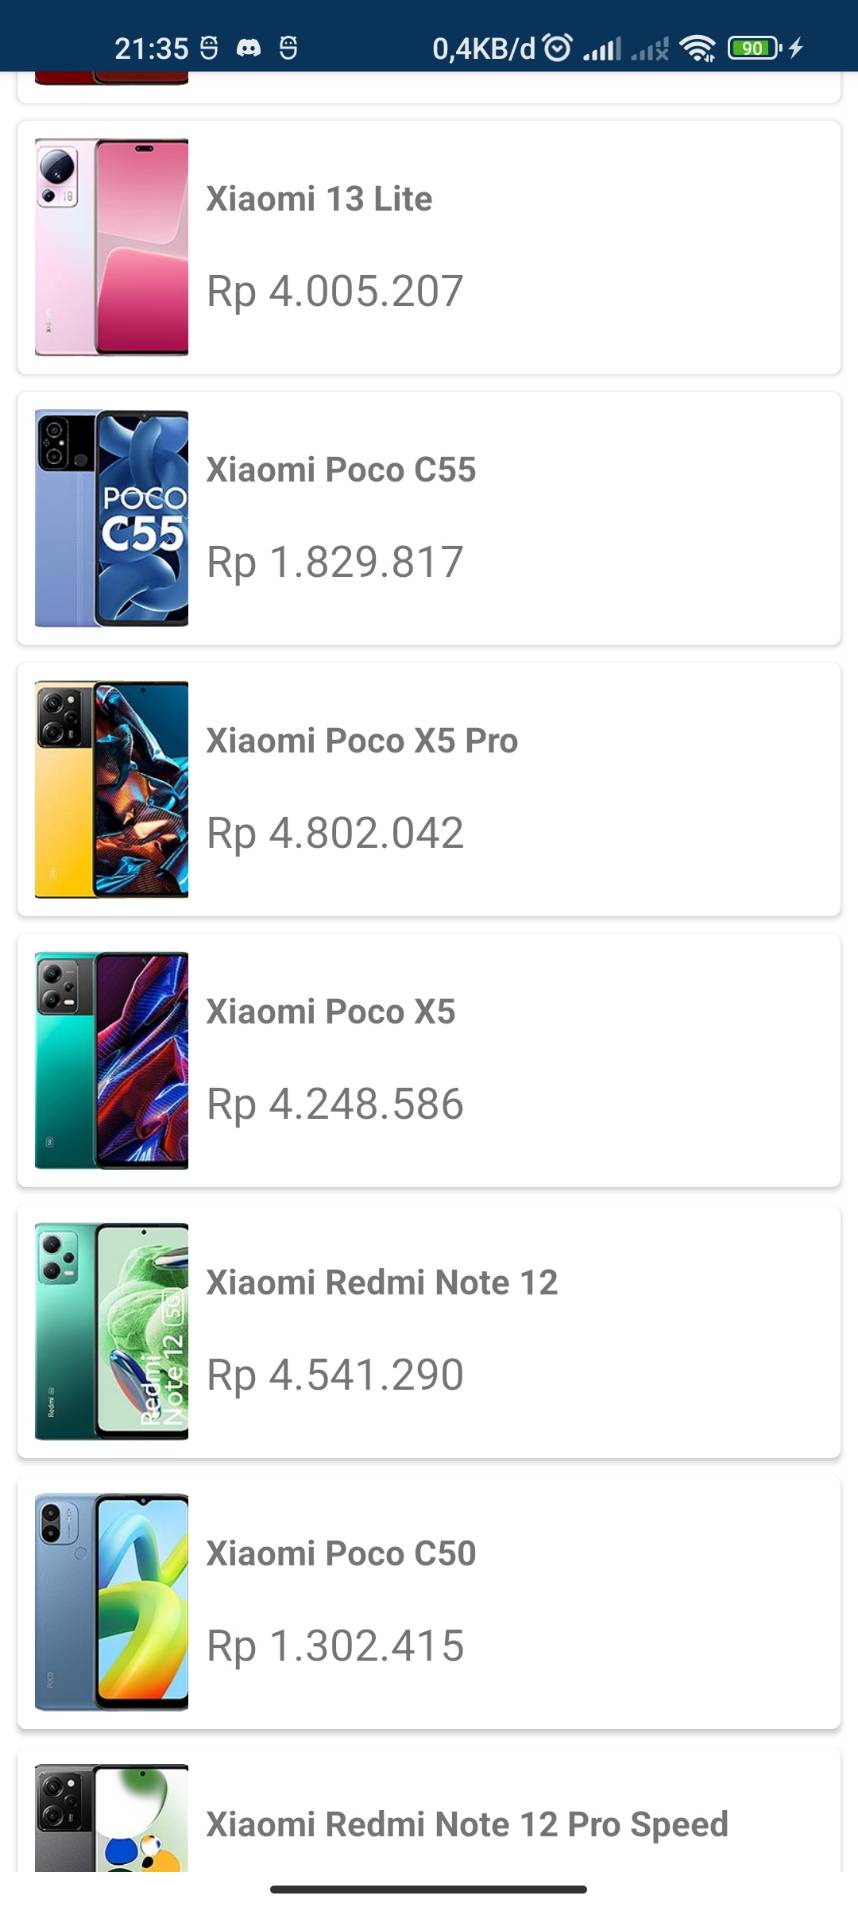 21:35 0,4KB/d 90
Xiaomi 13 Lite
Rp 4.005.207
POCO
C55
Xiaomi Poco C55
Rp 1.829.817
Xiaomi Poco X5 Pro
Rp 4.802.042
Xiaomi Poco X5
Rp 4.248.586
Redmi
Redmi
Note 12 5G
Xiaomi Redmi Note 12
Rp 4.541.290
POCO
Xiaomi Poco C50
Rp 1.302.415
Xiaomi Redmi Note 12 Pro Speed